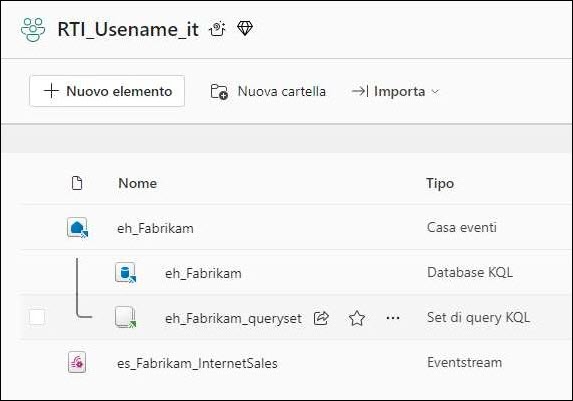 RTI_Usename_it
Nuovo elemento Nuova cartella Importa
Nome Tipo
eh_Fabrikam Casa eventi
eh_Fabrikam Database KQL
eh_Fabrikam_queryset Set di query KQL
es_Fabrikam_InternetSales Eventstream